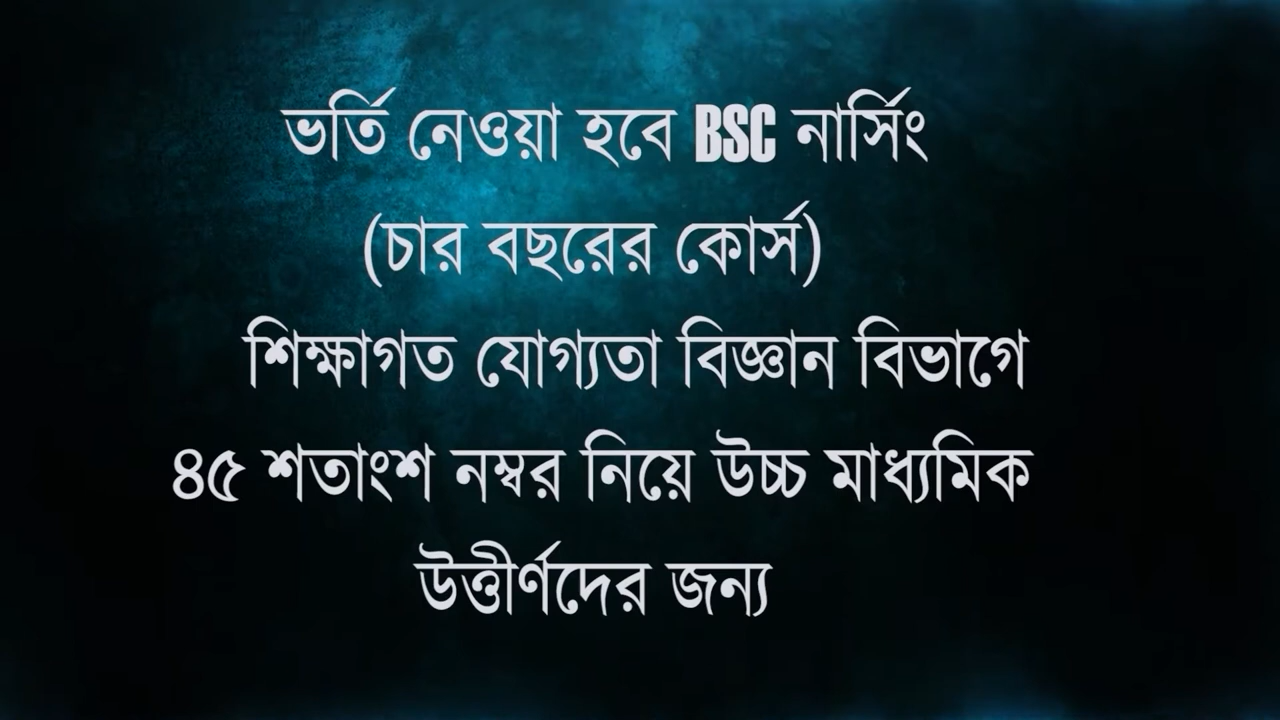 ভর্তি নেওয়া হবে BSC নার্সিং
(চার বছরের কোর্স)
শিক্ষাগত যোগ্যতা বিজ্ঞান বিভাগে
৪৫ শতাংশ নম্বর নিয়ে উচ্চ মাধ্যমিক
উত্তীর্ণদের জন্য